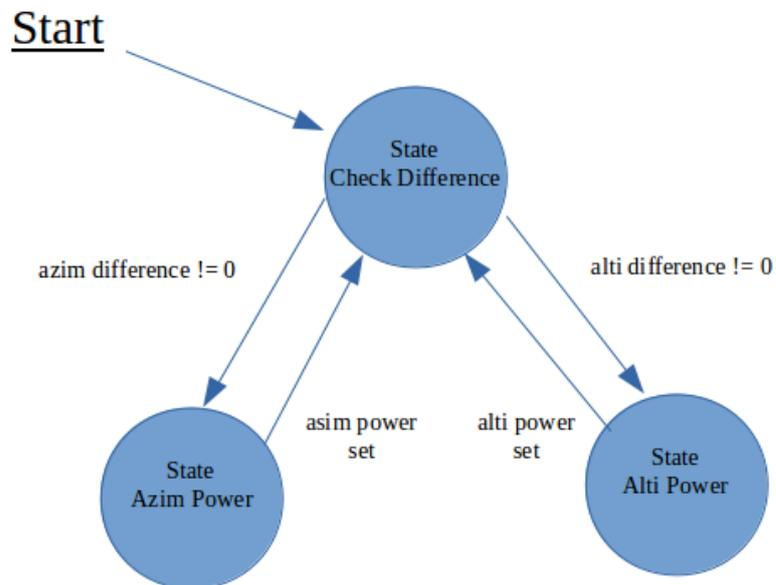 Start
State
Check Difference
azim difference != 0
alti difference != 0
asim power
set
alti power
set
State
Azim Power
State
Alti Power